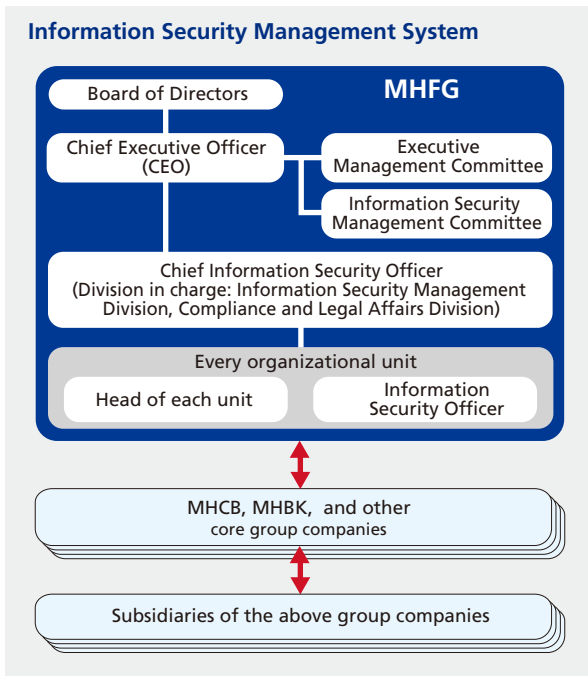 Information Security Management System
MHFG
Board of Directors
Chief Executive Officer
(CEO)
Executive
Management Committee
Information Security
Management Committee
Chief Information Security Officer
(Division in charge: Information Security Management
Division, Compliance and Legal Affairs Division)
Every organizational unit
Head of each unit
Information
Security Officer
MHCB, MHBK, and other
core group companies
Subsidiaries of the above group companies